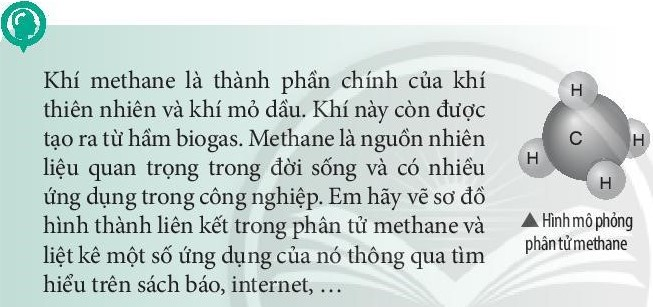 Khí methane là thành phần chính của khí
thiên nhiên và khí mỏ dầu. Khí này còn được
tạo ra từ hầm biogas. Methane là nguồn nhiên
liệu quan trọng trong đời sống và có nhiều
ứng dụng trong công nghiệp. Em hãy vẽ sơ đồ
hình thành liên kết trong phân tử methane và
liệt kê một số ứng dụng của nó thông qua tìm
hiểu trên sách báo, internet, …
H
C
H
H
H
▲ Hình mô phỏng
phân tử methane